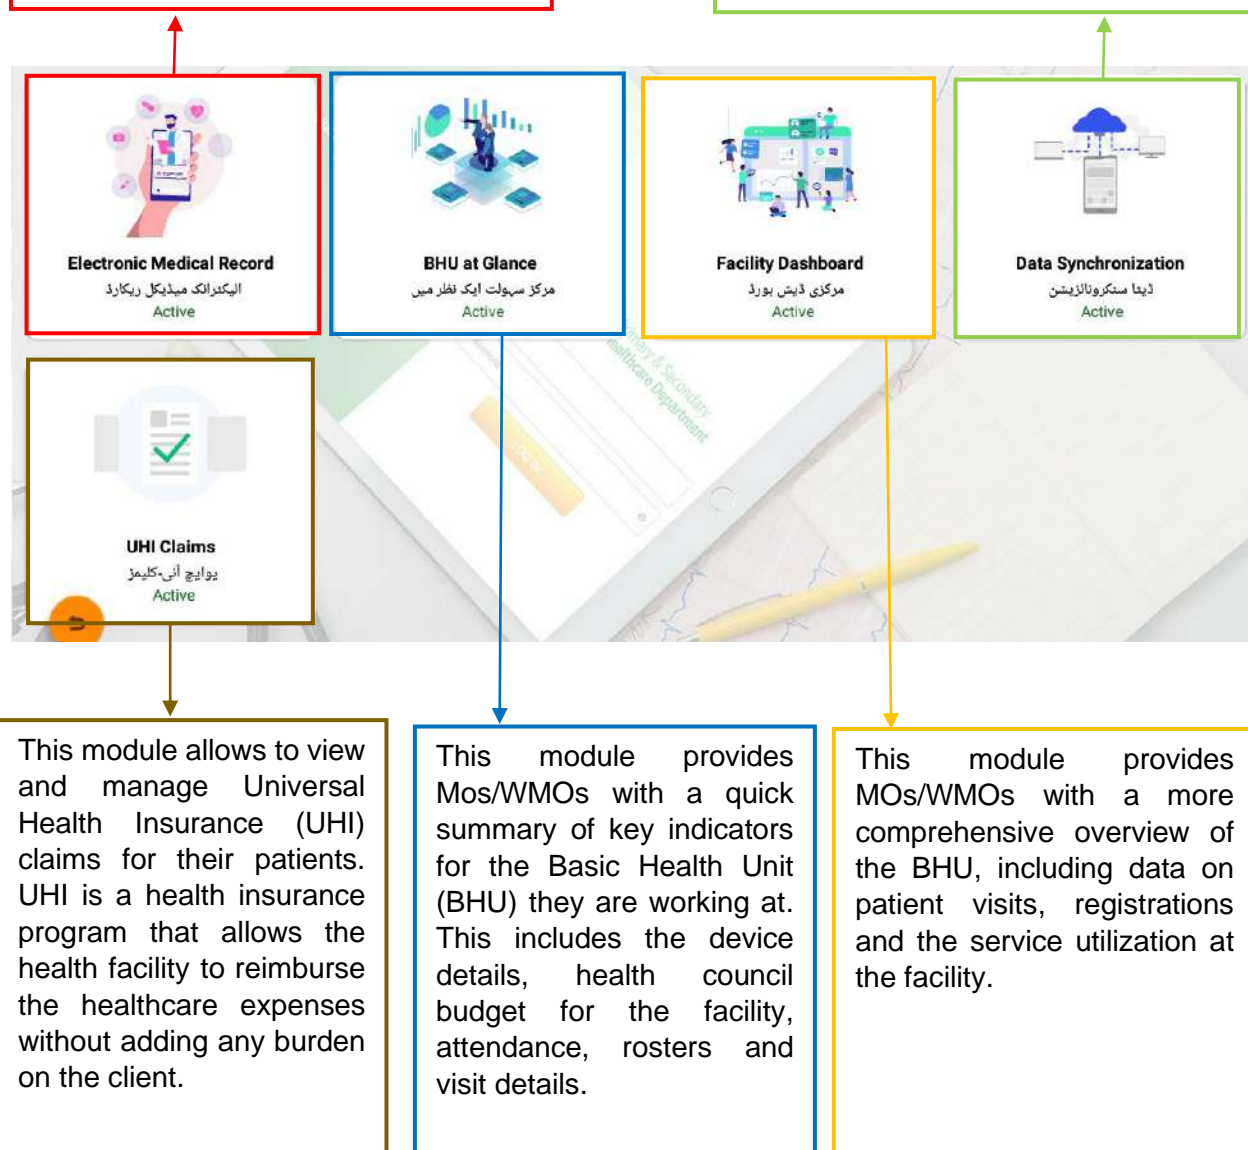 Electronic Medical Record
الیکٹرانک میڈیکل ریکارڈ
Active
BHU at Glance
مرکز سہولت ایک نظر میں
Active
Facility Dashboard
مرکزی ڈیش بورڈ
Active
Data Synchronization
ڈیٹا سنکرونائزیشن
Active
Primary & Secondary
Healthcare Department
LOG IN
UHI Claims
یوایچ آئی-کلیمز
Active
This module allows to view
and manage Universal
Health Insurance (UHI)
claims for their patients.
UHI is a health insurance
program that allows the
health facility to reimburse
the healthcare expenses
without adding any burden
on the client.
This module provides
Mos/WMOs with a quick
summary of key indicators
for the Basic Health Unit
(BHU) they are working at.
This includes the device
details, health council
budget for the facility,
attendance, rosters and
visit details.
This module provides
MOs/WMOs with a more
comprehensive overview of
the BHU, including data on
patient visits, registrations
and the service utilization at
the facility.